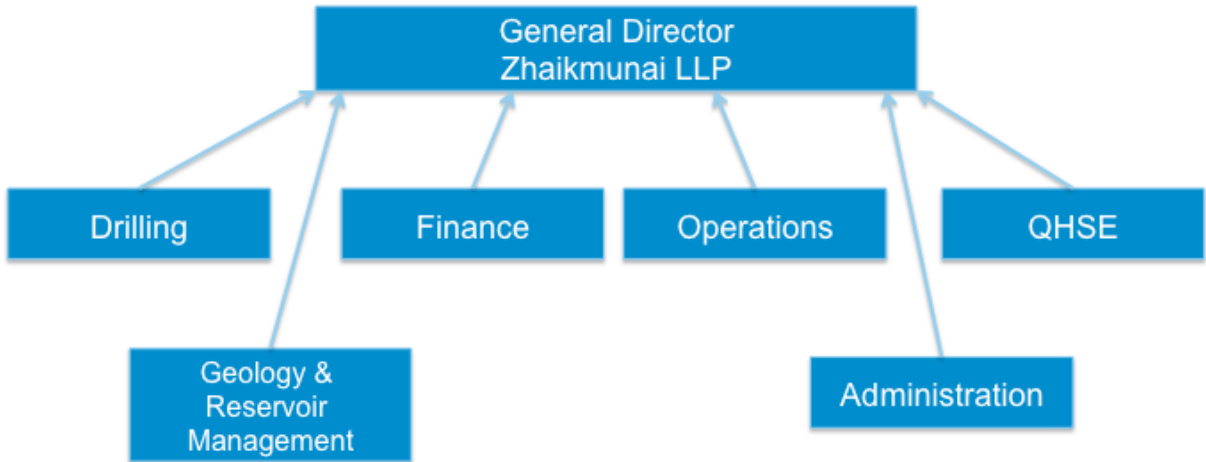 General Director
Zhaikmunai LLP
Drilling
Finance
Operations
QHSE
Geology &
Reservoir
Management
Administration